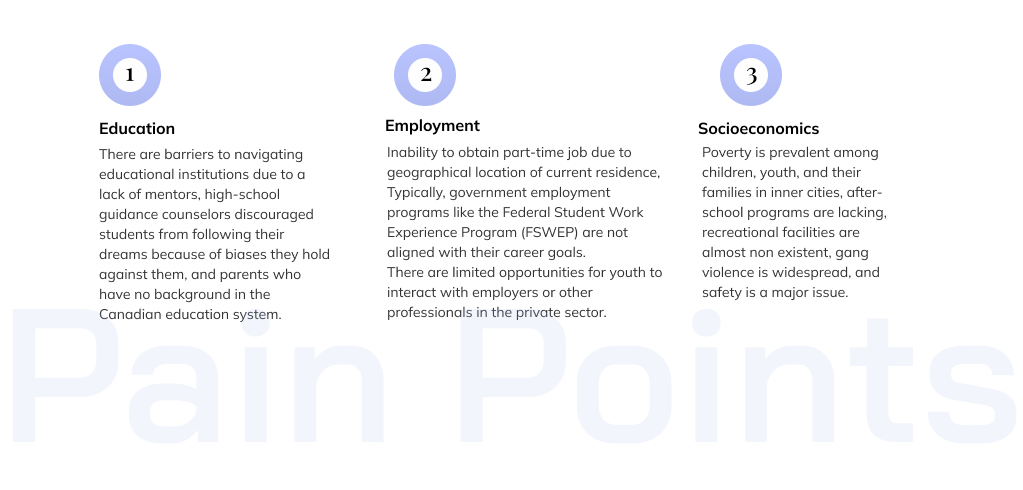 1
Education
There are barriers to navigating
educational institutions due to a
lack of mentors, high-school
guidance counselors discouraged
students from following their
dreams because of biases they hold
against them, and parents who
have no background in the
Canadian education system.
2
Employment
Inability to obtain part-time job due to
geographical location of current residence,
Typically, government employment
programs like the Federal Student Work
Experience Program (FSWEP) are not
aligned with their career goals.
There are limited opportunities for youth to
interact with employers or other
professionals in the private sector.
3
Socioeconomics
Poverty is prevalent among
children, youth, and their
families in inner cities, after-
school programs are lacking,
recreational facilities are
almost non existent, gang
violence is widespread, and
safety is a major issue.
Pain Points